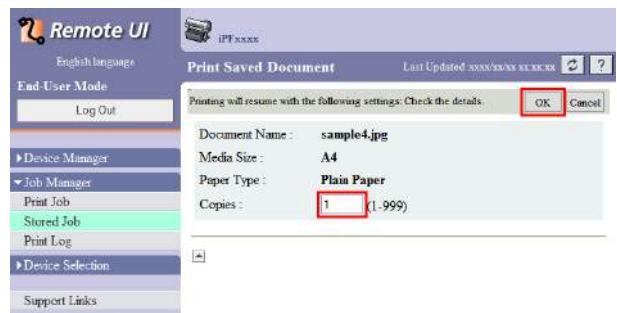 Remote UI
iPFxxxx
English language
Print Saved Document
Last Updated xxxx/xx/xx xx:xx:xx
?
End-User Mode
Log Out
Printing will resume with the following settings: Check the details.
OK
Cancel
Document Name :
sample4.jpg
Media Size :
A4
Paper Type :
Plain Paper
Copies :
1
(1-999)
Device Manager
Job Manager
Print Job
Stored Job
Print Log
Device Selection
Support Links